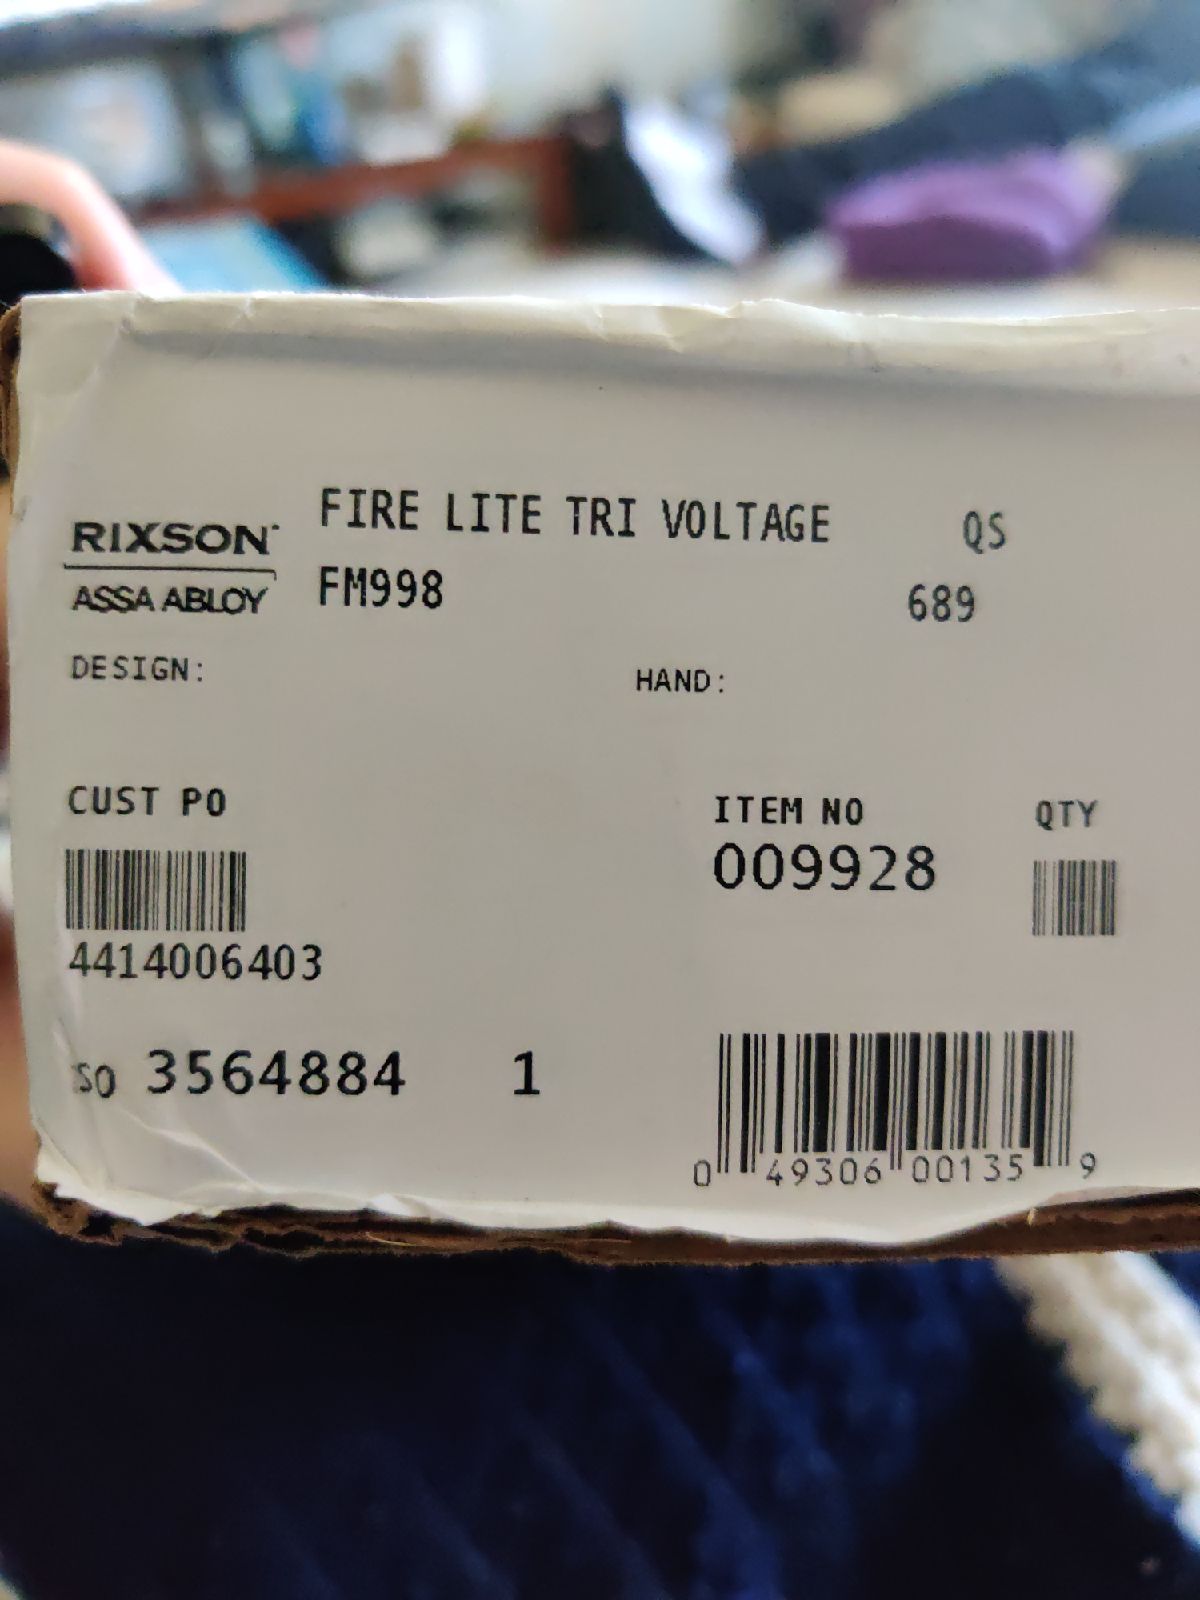 RIXSON
ASSA ABLOY
FIRE LITE TRI VOLTAGE QS
FM998 689
DESIGN: HAND:
CUST PO ITEM NO QTY
009928
4414006403
SO 3564884 1
0 49306 00135 9